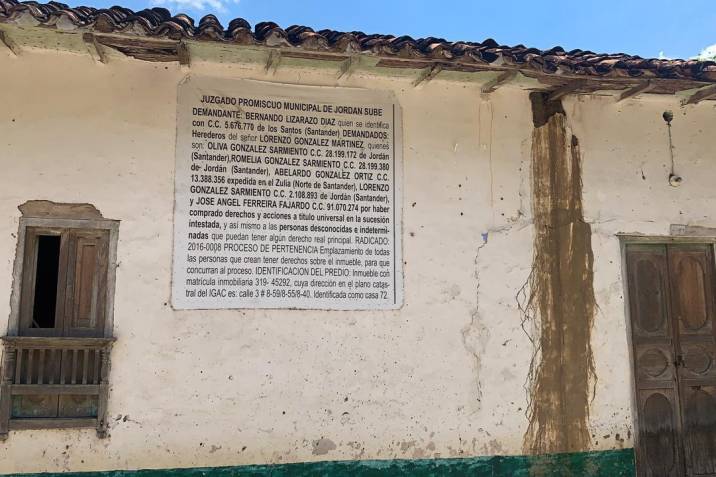 JUZGADO PROMISCUO MUNICIPAL DE JORDAN SUBE
DEMANDANTE: BERNANDO LIZARAZO DIAZ quien se identifica
con C.C. 5.676.770 de los Santos (Santander) DEMANDADOS:
Herederos del señor LORENZO GONZALEZ MARTINEZ, quienes
son: OLIVA GONZALEZ SARMIENTO C.C. 28.199.172 de Jordán
(Santander),ROMELIA GONZALEZ SARMIENTO C.C. 28.199.380
de- Jordán (Santander), ABELARDO GONZALEZ ORTIZ C.C.
13.388.356 expedida en el Zulia (Norte de Santander), LORENZO
GONZALEZ SARMIENTO C.C. 2.108.893 de Jordán (Santander),
y JOSE ANGEL FERREIRA FAJARDO C.C. 91.070.274 por haber
comprado derechos y acciones a titulo universal en la sucesión
intestada, y así mismo a las personas desconocidas e indetermi-
nadas que puedan tener algún derecho real principal. RADICADO:
2016-0008 PROCESO DE PERTENENCIA Emplazamiento de todas
las personas que crean tener derechos sobre el inmueble, para que
concurran al proceso. IDENTIFICACION DEL PREDIO: Inmueble con
matricula inmobiliaria 319- 45292, cuya dirección en el plano catas-
tral del IGAC es: calle 3 # 8-59/8-55/8-40. Identificada como casa 72.